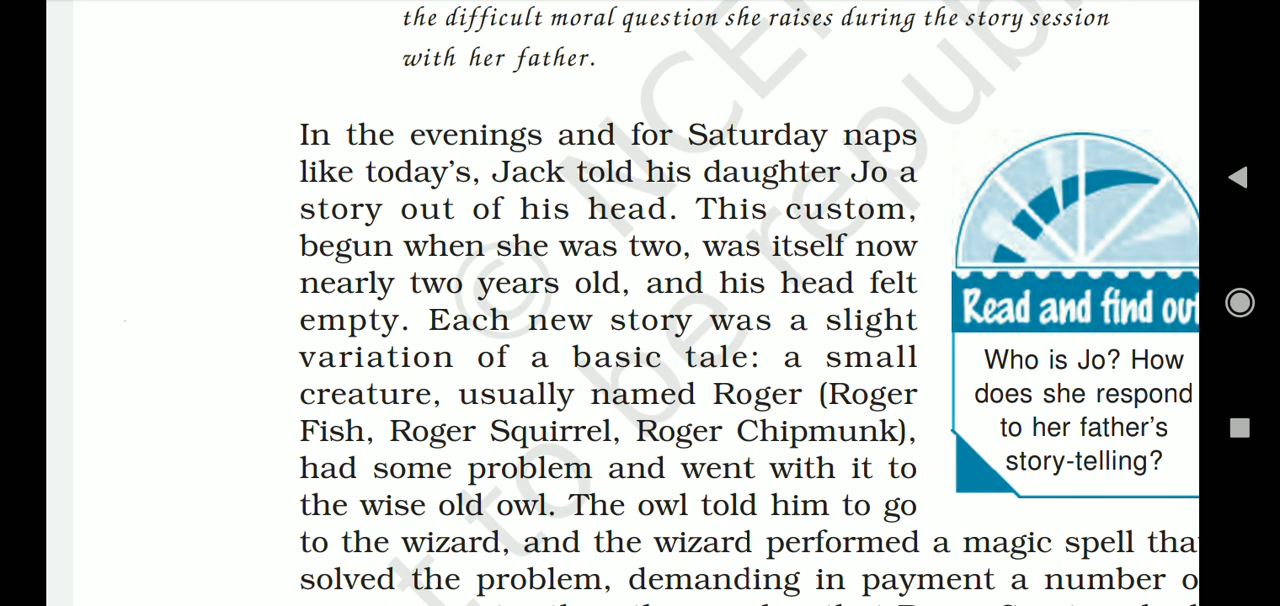 the difficult moral question she raises during the story session
with her father.
In the evenings and for Saturday naps
like today's, Jack told his daughter Jo a
story out of his head. This custom,
begun when she was two, was itself now
nearly two years old, and his head felt
empty. Each new story was a slight
variation of a basic tale: a small
creature, usually named Roger (Roger
Fish, Roger Squirrel, Roger Chipmunk),
had some problem and went with it to
the wise old owl. The owl told him to go
to the wizard, and the wizard performed a magic spell tha
solved the problem, demanding in payment a number o
Read and find out
Who is Jo? How
does she respond
to her father's
story-telling?
© NCE
t to be republ